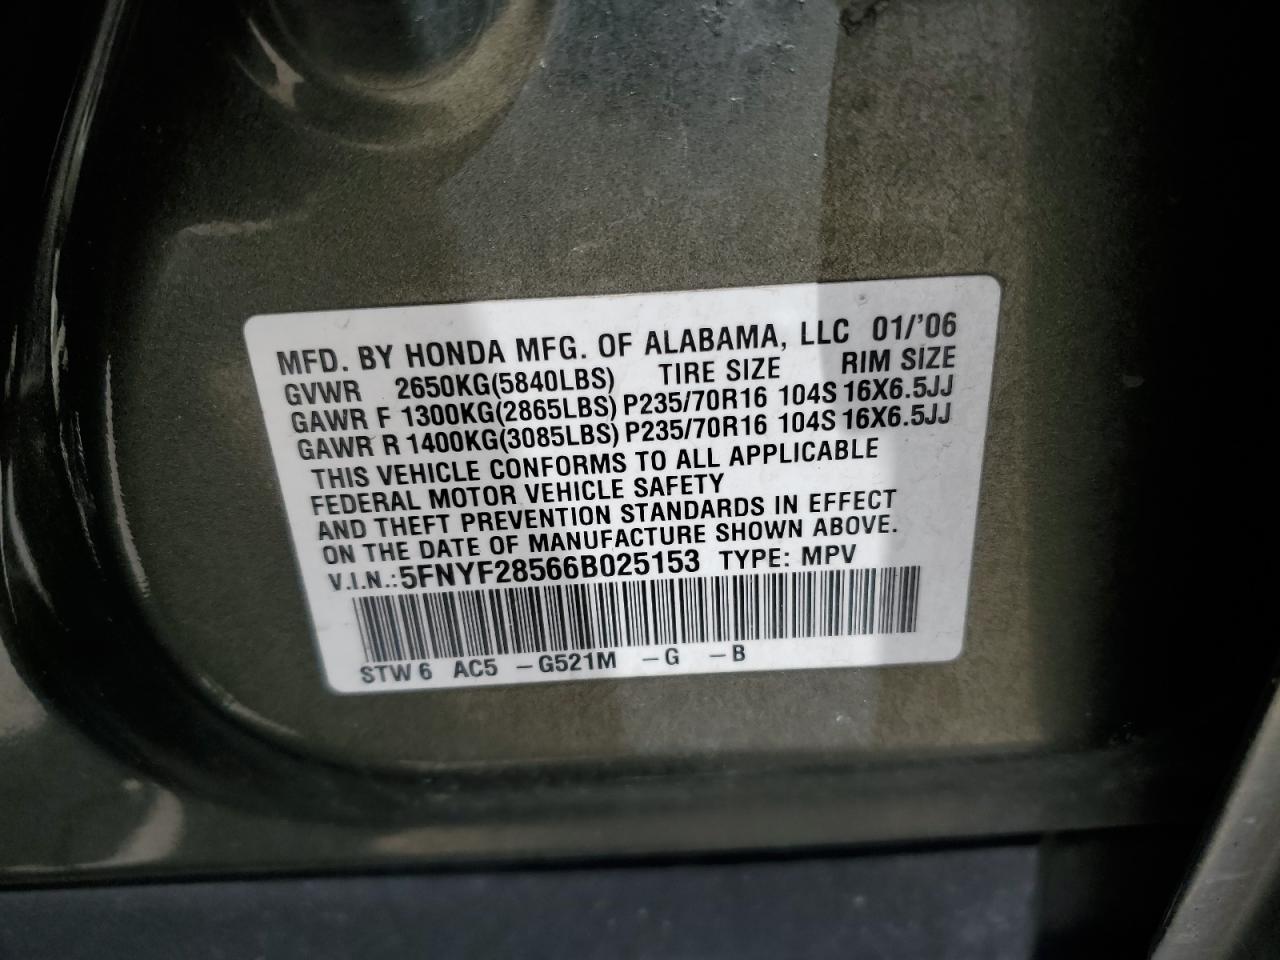 MFD. BY HONDA MFG. OF ALABAMA, LLC 01/'06
GVWR 2650KG(5840LBS) TIRE SIZE RIM SIZE
GAWR F 1300KG(2865LBS) P235/70R16 104S 16X6.5JJ
GAWR R 1400KG(3085LBS) P235/70R16 104S 16X6.5JJ
THIS VEHICLE CONFORMS TO ALL APPLICABLE
FEDERAL MOTOR VEHICLE SAFETY
AND THEFT PREVENTION STANDARDS IN EFFECT
ON THE DATE OF MANUFACTURE SHOWN ABOVE.
V.I.N.:5FNYF28566B025153 TYPE: MPV
STW6 AC5 -G521M -G -B